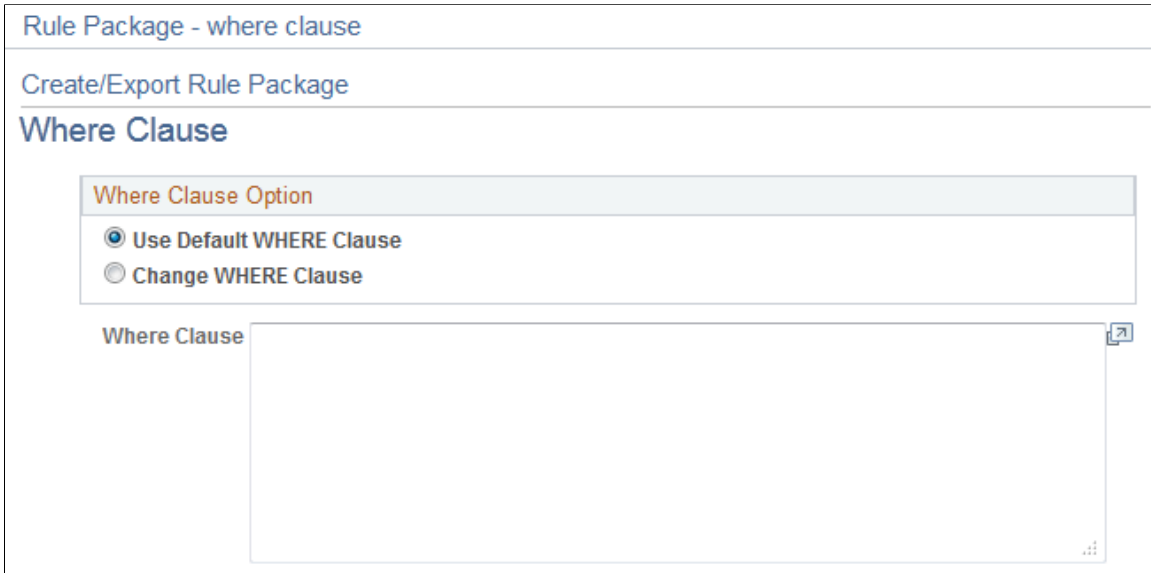 Rule Package - where clause
Create/Export Rule Package
Where Clause
Where Clause Option
Use Default WHERE Clause
Change WHERE Clause
Where Clause